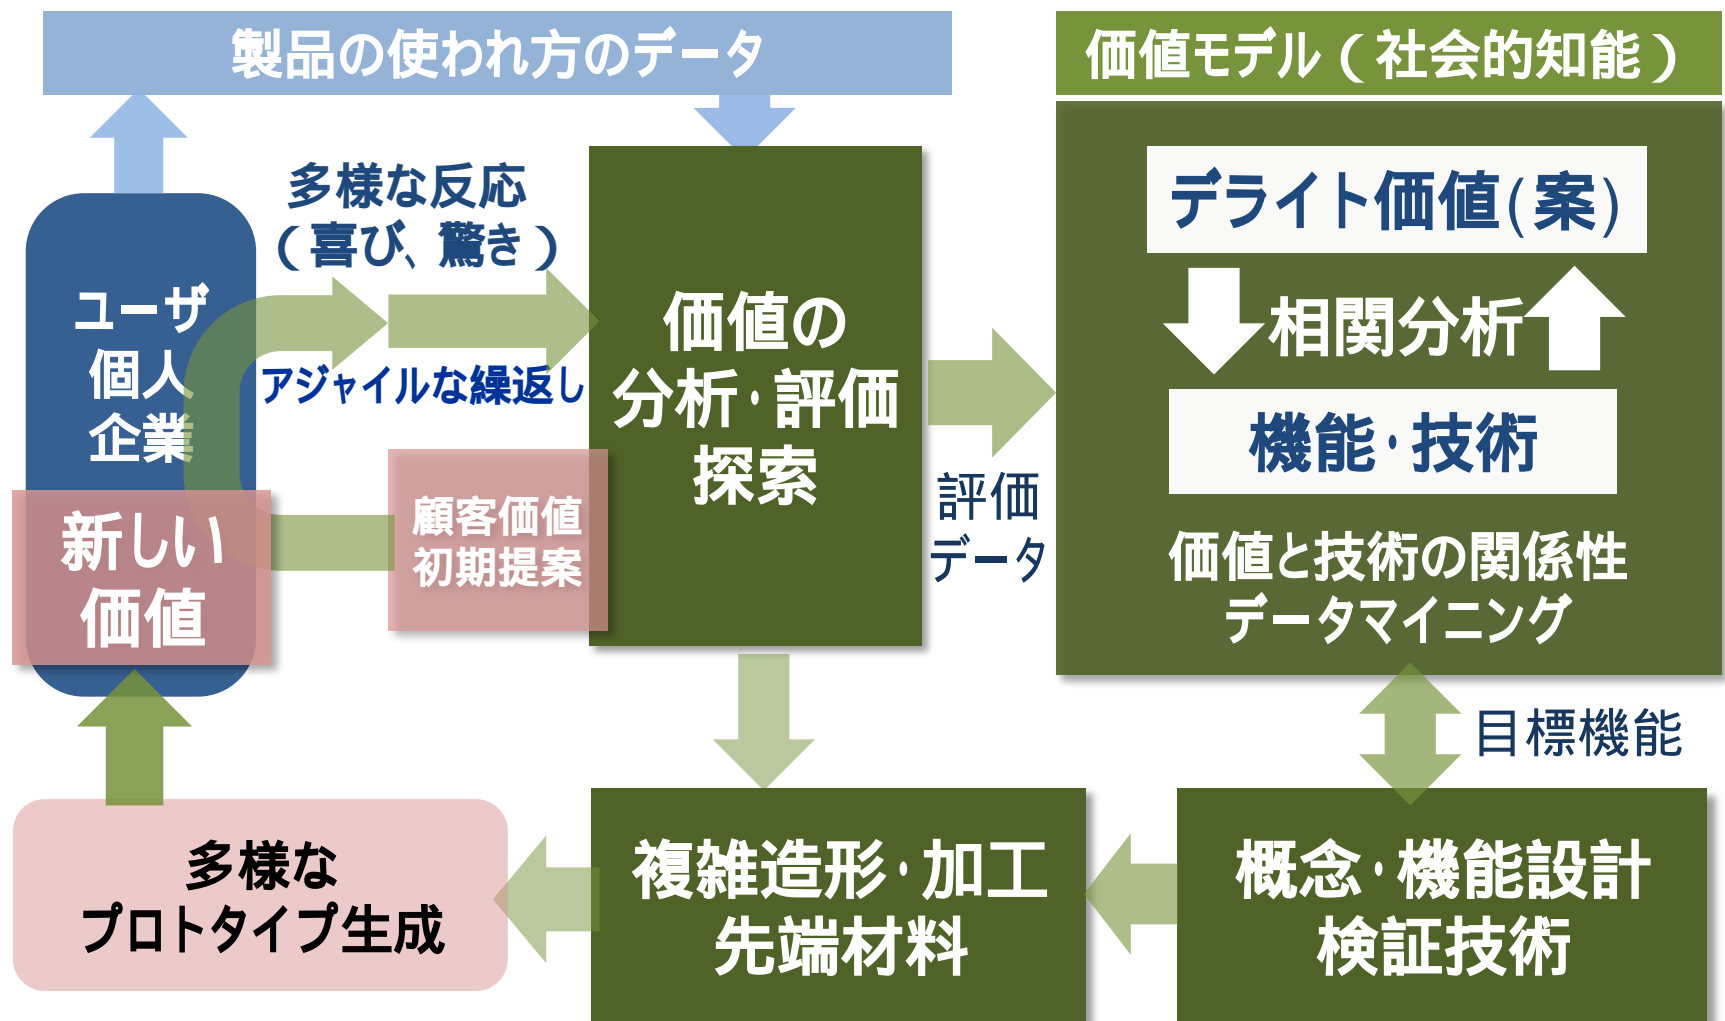 製品の使われ方のデータ
価値モデル（社会的知能）
多様な反応
（喜び、驚き）
アジャイルな繰返し
ユーザ
個人
企業
新しい
価値
顧客価値
初期提案
価値の
分析・評価
探索
評価
データ
デライト価値(案)
相関分析
機能・技術
価値と技術の関係性
データマイニング
目標機能
多様な
プロトタイプ生成
複雑造形・加工
先端材料
概念・機能設計
検証技術